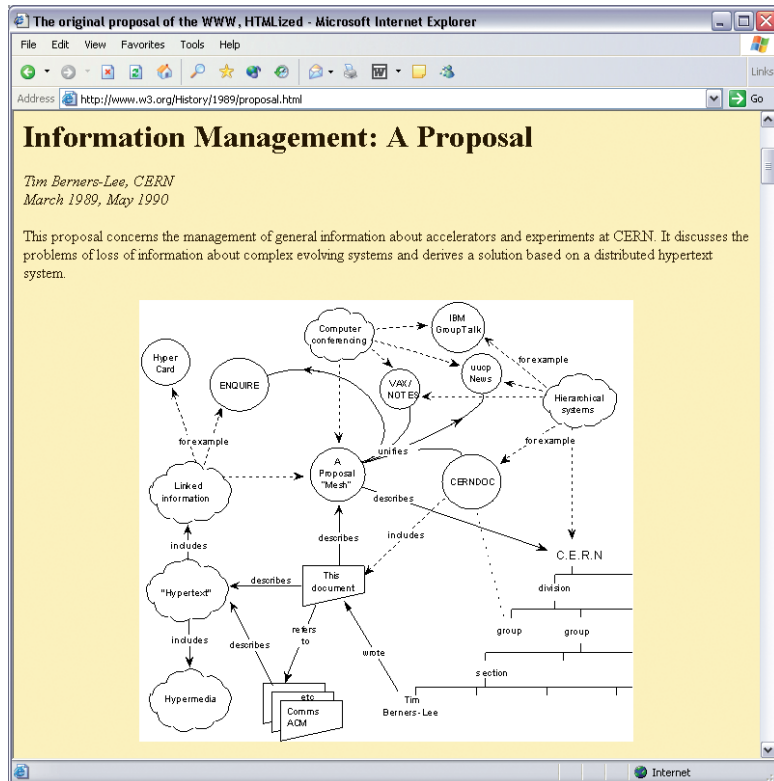 The original proposal of the WWW, HTMLized - Microsoft Internet Explorer
File Edit View Favorites Tools Help
Links
Address http://www.w3.org/History/1989/proposal.html Go
Information Management: A Proposal
Tim Berners-Lee, CERN
March 1989, May 1990
This proposal concerns the management of general information about accelerators and experiments at CERN. It discusses the
problems of loss of information about complex evolving systems and derives a solution based on a distributed hypertext
system.
IBM
GroupTalk
Computer
conferencing
Hyper
Card
ENQUIRE
VAX/
NOTES
uucp
News
for example
Hierarchical
systems
for example
unifies
for example
Linked
information
A
Proposal
"Mesh"
CERNDOC
describes
includes
describes
includes
C.E.R.N
This
document
describes
"Hypertext"
division
refers
to
describes
includes
wrote
group
group
section
Hypermedia
etc
Comms
ACM
Tim
Berners-Lee
Internet